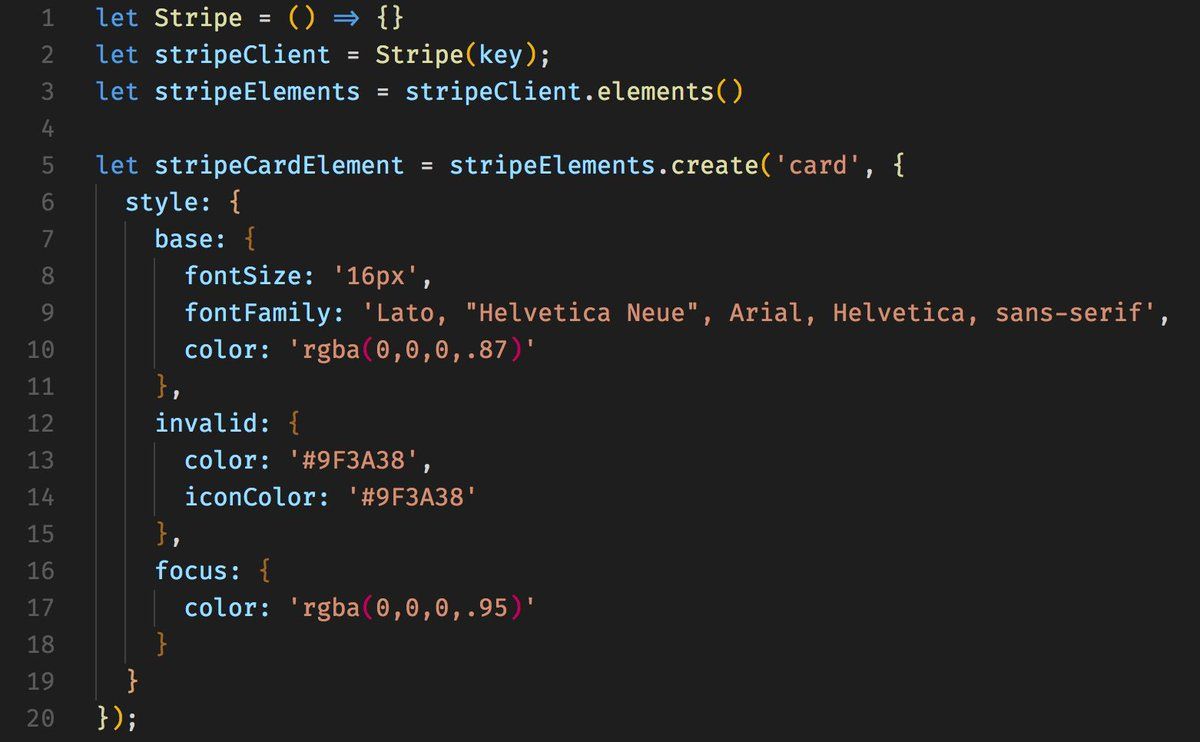 1 let Stripe = () => {}
2 let stripeClient = Stripe(key);
3 let stripeElements = stripeClient.elements()
4
5 let stripeCardElement = stripeElements.create('card', {
6   style: {
7     base: {
8       fontSize: '16px',
9       fontFamily: 'Lato, "Helvetica Neue", Arial, Helvetica, sans-serif',
10       color: 'rgba(0,0,0,.87)'
11     },
12     invalid: {
13       color: '#9F3A38',
14       iconColor: '#9F3A38'
15     },
16     focus: {
17       color: 'rgba(0,0,0,.95)'
18     }
19   }
20 });